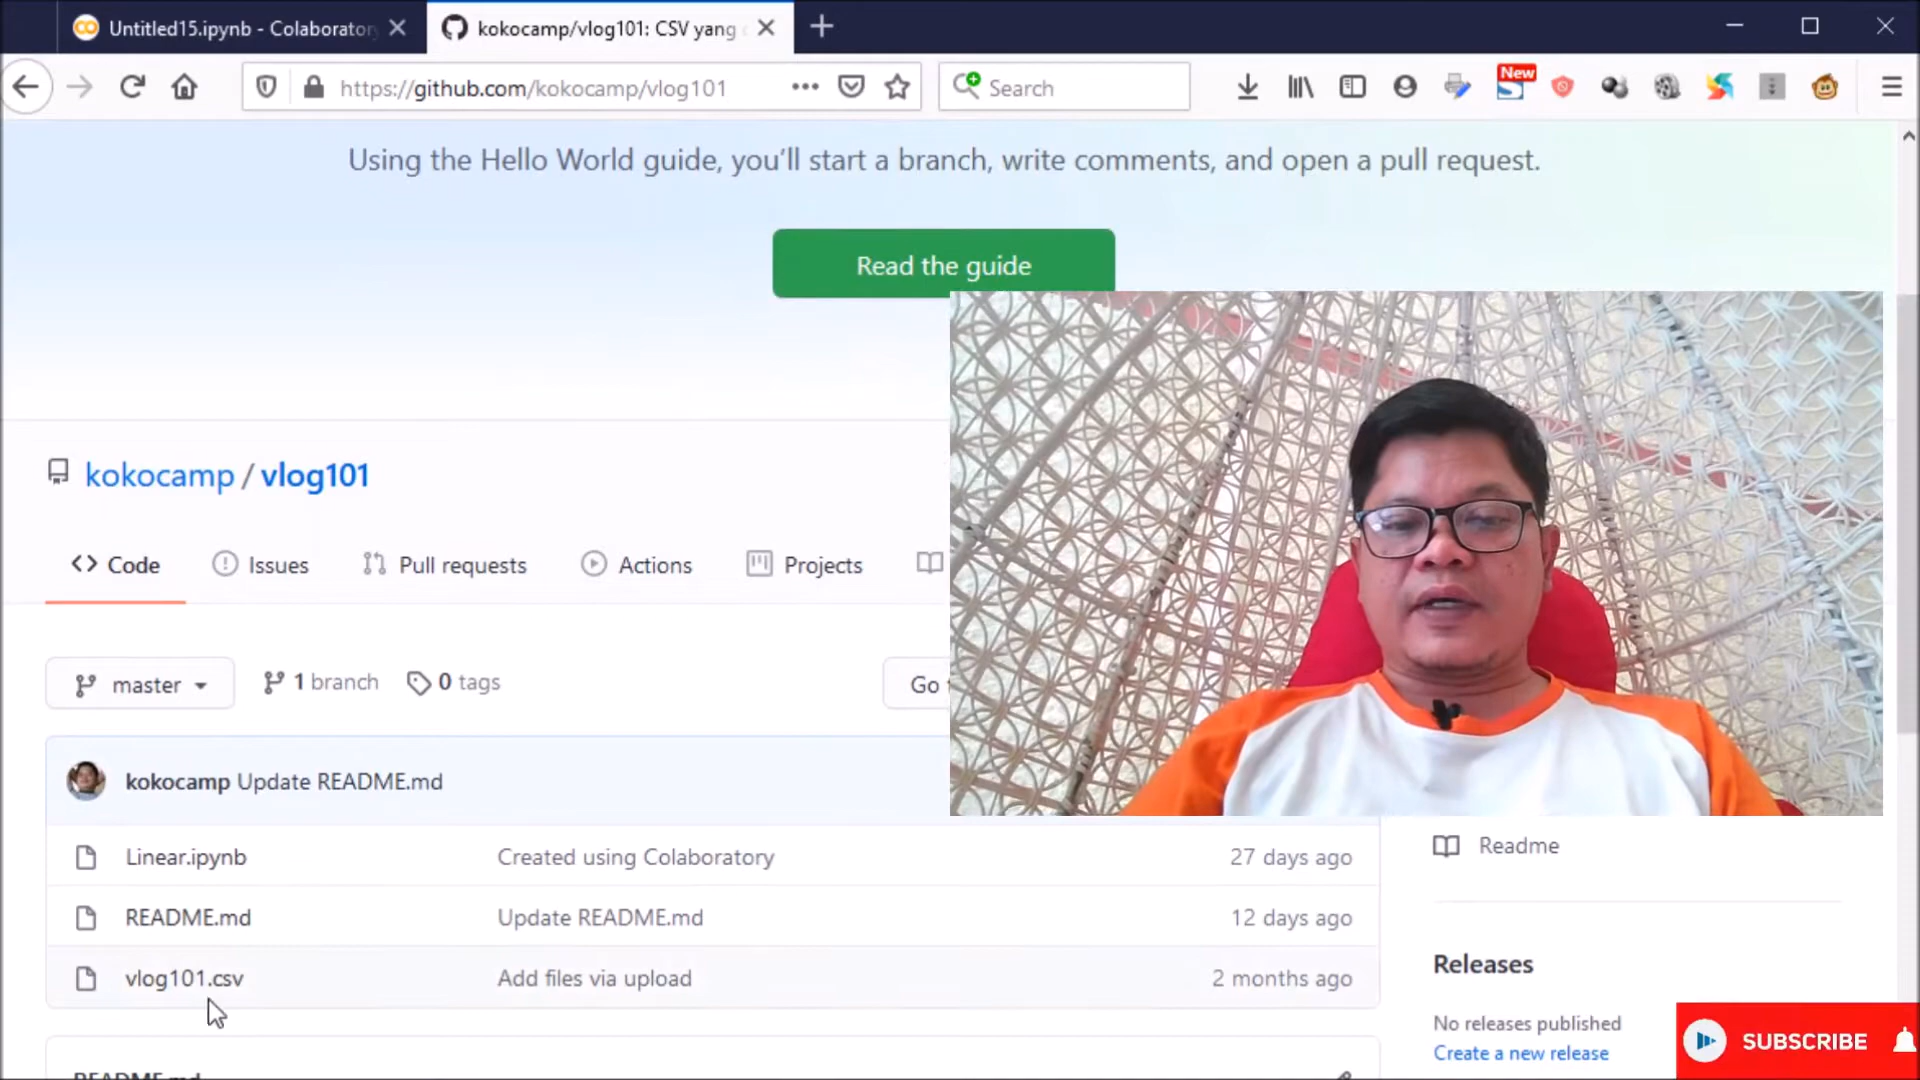 Untitled15.ipynb - Colaboratory
kokocamp/vlog101: CSV yang
https://github.com/kokocamp/vlog101
Search
New
Using the Hello World guide, you'll start a branch, write comments, and open a pull request.
Read the guide
kokocamp / vlog101
Code
Issues
Pull requests
Actions
Projects
master
1 branch
0 tags
Go
kokocamp Update README.md
Linear.ipynb
Created using Colaboratory
27 days ago
README.md
Update README.md
12 days ago
vlog101.csv
Add files via upload
2 months ago
Readme
Releases
No releases published
Create a new release
README.md
SUBSCRIBE